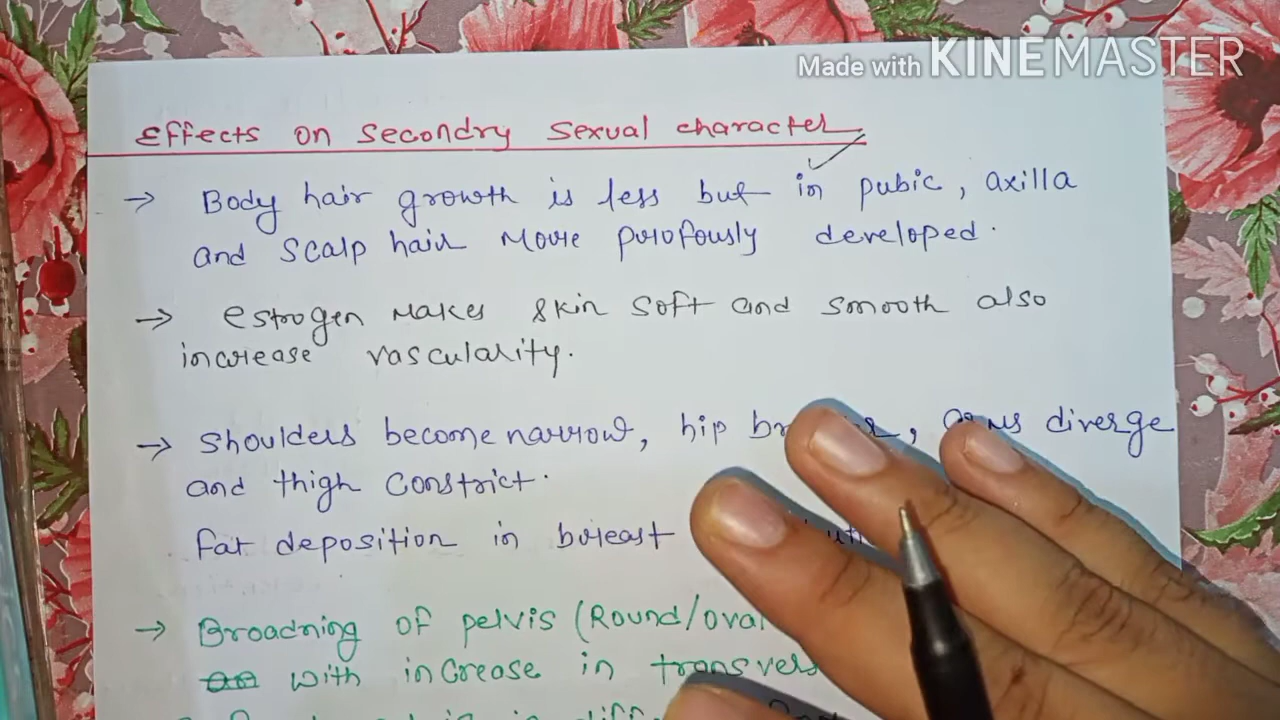 Made with KINEMASTER
Effects on Secondry Sexual character
→ Body hair growth is less but in pubic, axilla
and scalp hair More purofously developed.
→ estrogen Makes skin soft and smooth also
increase vascularity.
→ Shoulders become narrow, hip diverge
and thigh constrict.
Fat deposition in breast
→ Broadning of pelvis (Round/oval
with increase in